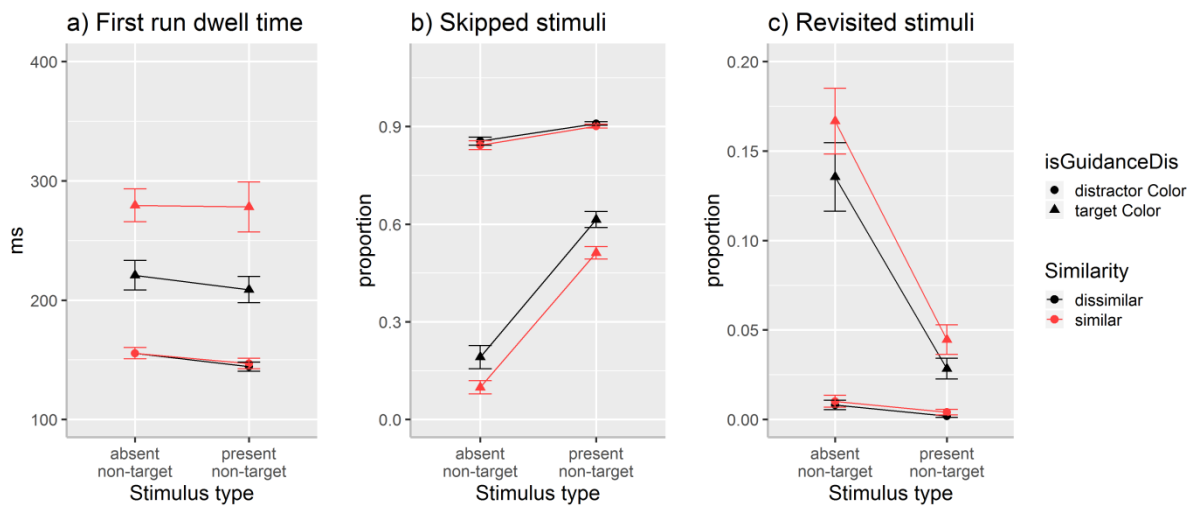 a) First run dwell time
400
300
200
100
ms
absent
non-target
present
non-target
Stimulus type
b) Skipped stimuli
0.9
0.6
0.3
0.0
proportion
absent
non-target
present
non-target
Stimulus type
c) Revisited stimuli
0.20
0.15
0.10
0.05
0.00
proportion
absent
non-target
present
non-target
Stimulus type
isGuidanceDis
distractor Color
target Color
Similarity
dissimilar
similar